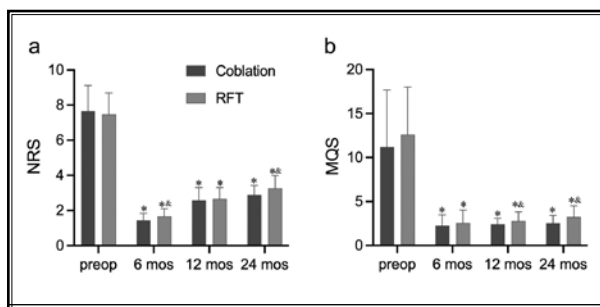 a
10
8
6
4
2
0
NRS
Coblation
RFT
* *& * * * *&
preop 6 mos 12 mos 24 mos
b
20
15
10
5
0
MQS
* * * *& * *&
preop 6 mos 12 mos 24 mos